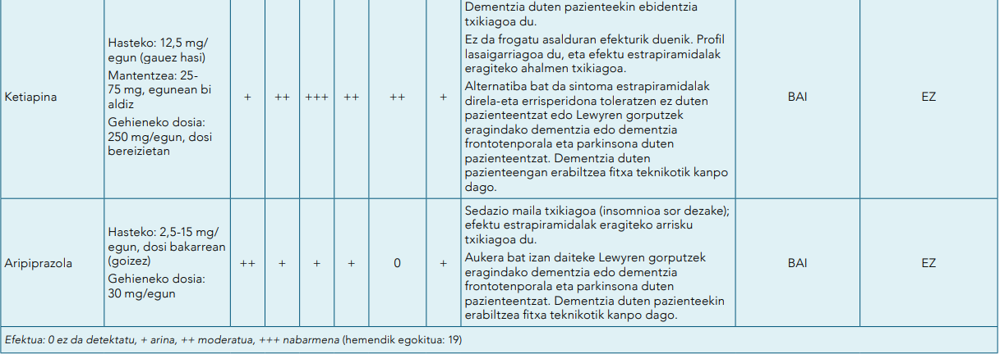 Ketiapina
Hasteko: 12,5 mg/
egun (gauez hasi)
Mantentzea: 25-
75 mg, egunean bi
aldiz
Gehieneko dosia:
250 mg/egun, dosi
bereizietan
+
++
+++
++
++
+
Dementzia duten pazienteekin ebidentzia
txikiagoa du.
Ez da frogatu asalduran efekturik duenik. Profil
lasaigarriagoa du, eta efektu estrapiramidalak
eragiteko ahalmen txikiagoa.
Alternatiba bat da sintoma estrapiramidalak
direla-eta errisperidona toleratzen ez duten
pazienteentzat edo Lewyren gorputzek
eragindako dementzia edo dementzia
frontotenporala eta parkinsona duten
pazienteentzat. Dementzia duten
pazienteengan erabiltzea fitxa teknikotik kanpo
dago.
BAI
EZ
Aripiprazola
Hasteko: 2,5-15 mg/
egun, dosi bakarrean
(goizez)
Gehieneko dosia:
30 mg/egun
++
+
+
+
0
+
Sedazio maila txikiagoa (insomnioa sor dezake);
efektu estrapiramidalak eragiteko arrisku
txikiagoa du.
Aukera bat izan daiteke Lewyren gorputzek
eragindako dementzia edo dementzia
frontotenporala eta parkinsona duten
pazienteentzat. Dementzia duten pazienteekin
erabiltzea fitxa teknikotik kanpo dago.
BAI
EZ
Efektua: 0 ez da detektatu, + arina, ++ moderatua, +++ nabarmena (hemendik egokitua: 19)